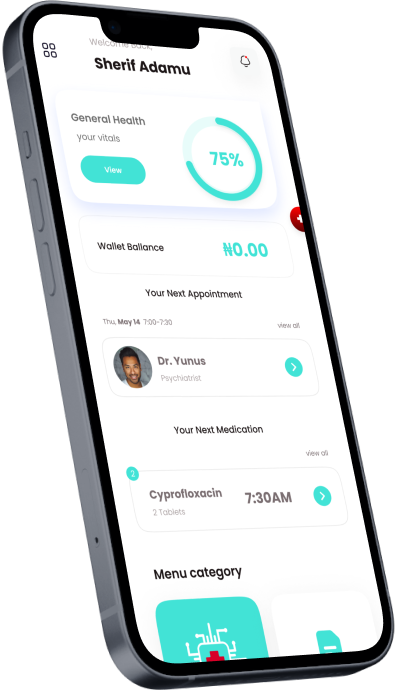 Welcome Back,
Sherif Adamu
General Health
your vitals
View
75%
Wallet Ballance
₦0.00
Your Next Appointment
Thu, May 14 7:00-7:30
view all
Dr. Yunus
Psychiatrist
Your Next Medication
view all
2
Cyprofloxacin
2 Tablets
7:30AM
Menu category